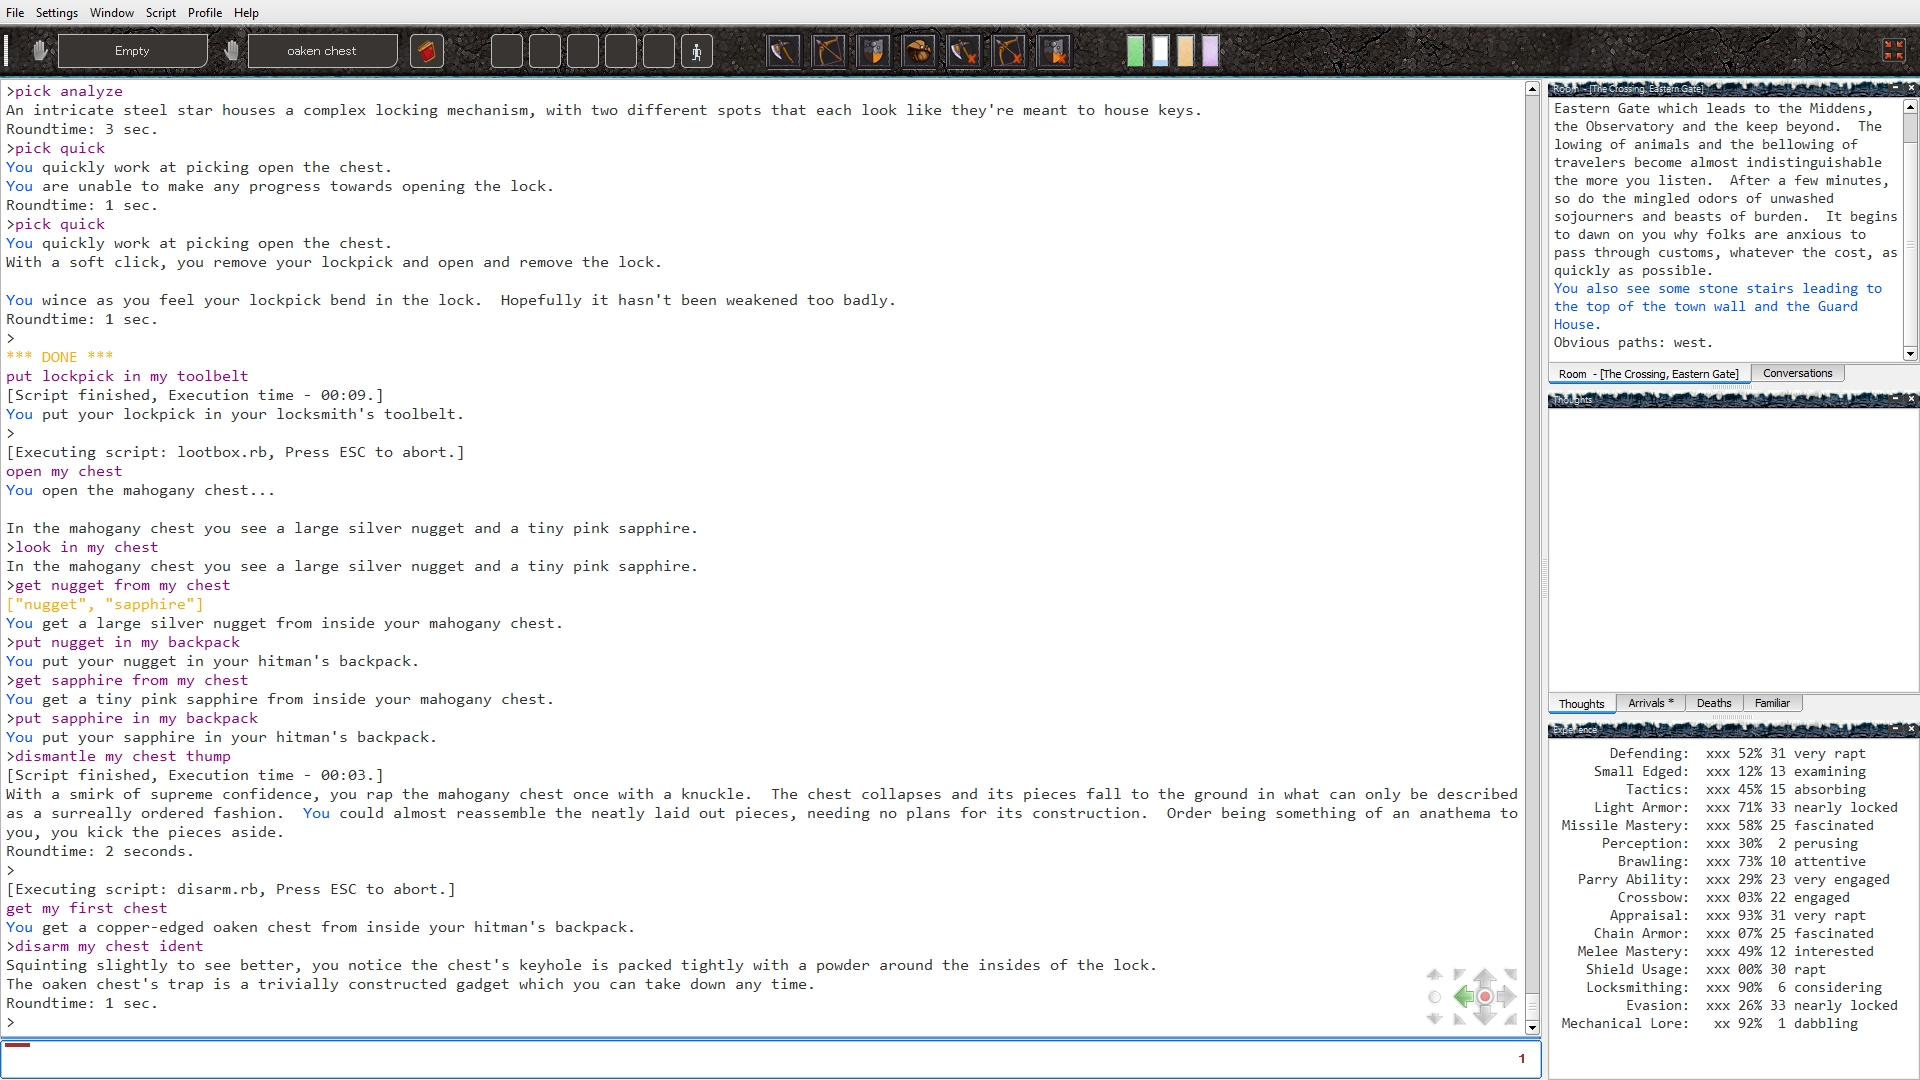 File Settings Window Script Profile Help
Empty
oaken chest
>pick analyze
An intricate steel star houses a complex locking mechanism, with two different spots that each look like they're meant to house keys.
Roundtime: 3 sec.
>pick quick
You quickly work at picking open the chest.
You are unable to make any progress towards opening the lock.
Roundtime: 1 sec.
>pick quick
You quickly work at picking open the chest.
With a soft click, you remove your lockpick and open and remove the lock.
You wince as you feel your lockpick bend in the lock.  Hopefully it hasn't been weakened too badly.
Roundtime: 1 sec.
>
*** DONE ***
put lockpick in my toolbelt
[Script finished, Execution time - 00:09.]
You put your lockpick in your locksmith's toolbelt.
>
[Executing script: lootbox.rb, Press ESC to abort.]
open my chest
You open the mahogany chest...
In the mahogany chest you see a large silver nugget and a tiny pink sapphire.
>look in my chest
In the mahogany chest you see a large silver nugget and a tiny pink sapphire.
>get nugget from my chest
["nugget", "sapphire"]
You get a large silver nugget from inside your mahogany chest.
>put nugget in my backpack
You put your nugget in your hitman's backpack.
>get sapphire from my chest
You get a tiny pink sapphire from inside your mahogany chest.
>put sapphire in my backpack
You put your sapphire in your hitman's backpack.
>dismantle my chest thump
[Script finished, Execution time - 00:03.]
With a smirk of supreme confidence, you rap the mahogany chest once with a knuckle.  The chest collapses and its pieces fall to the ground in what can only be described
as a surreally ordered fashion.  You could almost reassemble the neatly laid out pieces, needing no plans for its construction.  Order being something of an anathema to
you, you kick the pieces aside.
Roundtime: 2 seconds.
>
[Executing script: disarm.rb, Press ESC to abort.]
get my first chest
You get a copper-edged oaken chest from inside your hitman's backpack.
>disarm my chest ident
Squinting slightly to see better, you notice the chest's keyhole is packed tightly with a powder around the insides of the lock.
The oaken chest's trap is a trivially constructed gadget which you can take down any time.
Roundtime: 1 sec.
>
1
Room - [The Crossing, Eastern Gate]
Eastern Gate which leads to the Middens,
the Observatory and the keep beyond.  The
lowing of animals and the bellowing of
travelers become almost indistinguishable
the more you listen.  After a few minutes,
so do the mingled odors of unwashed
sojourners and beasts of burden.  It begins
to dawn on you why folks are anxious to
pass through customs, whatever the cost, as
quickly as possible.
You also see some stone stairs leading to
the top of the town wall and the Guard
House.
Obvious paths: west.
Room - [The Crossing, Eastern Gate] Conversations
Thoughts
Thoughts Arrivals * Deaths Familiar
Experience
Defending: xxx 52% 31 very rapt
Small Edged: xxx 12% 13 examining
Tactics: xxx 45% 15 absorbing
Light Armor: xxx 71% 33 nearly locked
Missile Mastery: xxx 58% 25 fascinated
Perception: xxx 30% 2 perusing
Brawling: xxx 73% 10 attentive
Parry Ability: xxx 29% 23 very engaged
Crossbow: xxx 03% 22 engaged
Appraisal: xxx 93% 31 very rapt
Chain Armor: xxx 07% 25 fascinated
Melee Mastery: xxx 49% 12 interested
Shield Usage: xxx 00% 30 rapt
Locksmithing: xxx 90% 6 considering
Evasion: xxx 26% 33 nearly locked
Mechanical Lore: xx 92% 1 dabbling